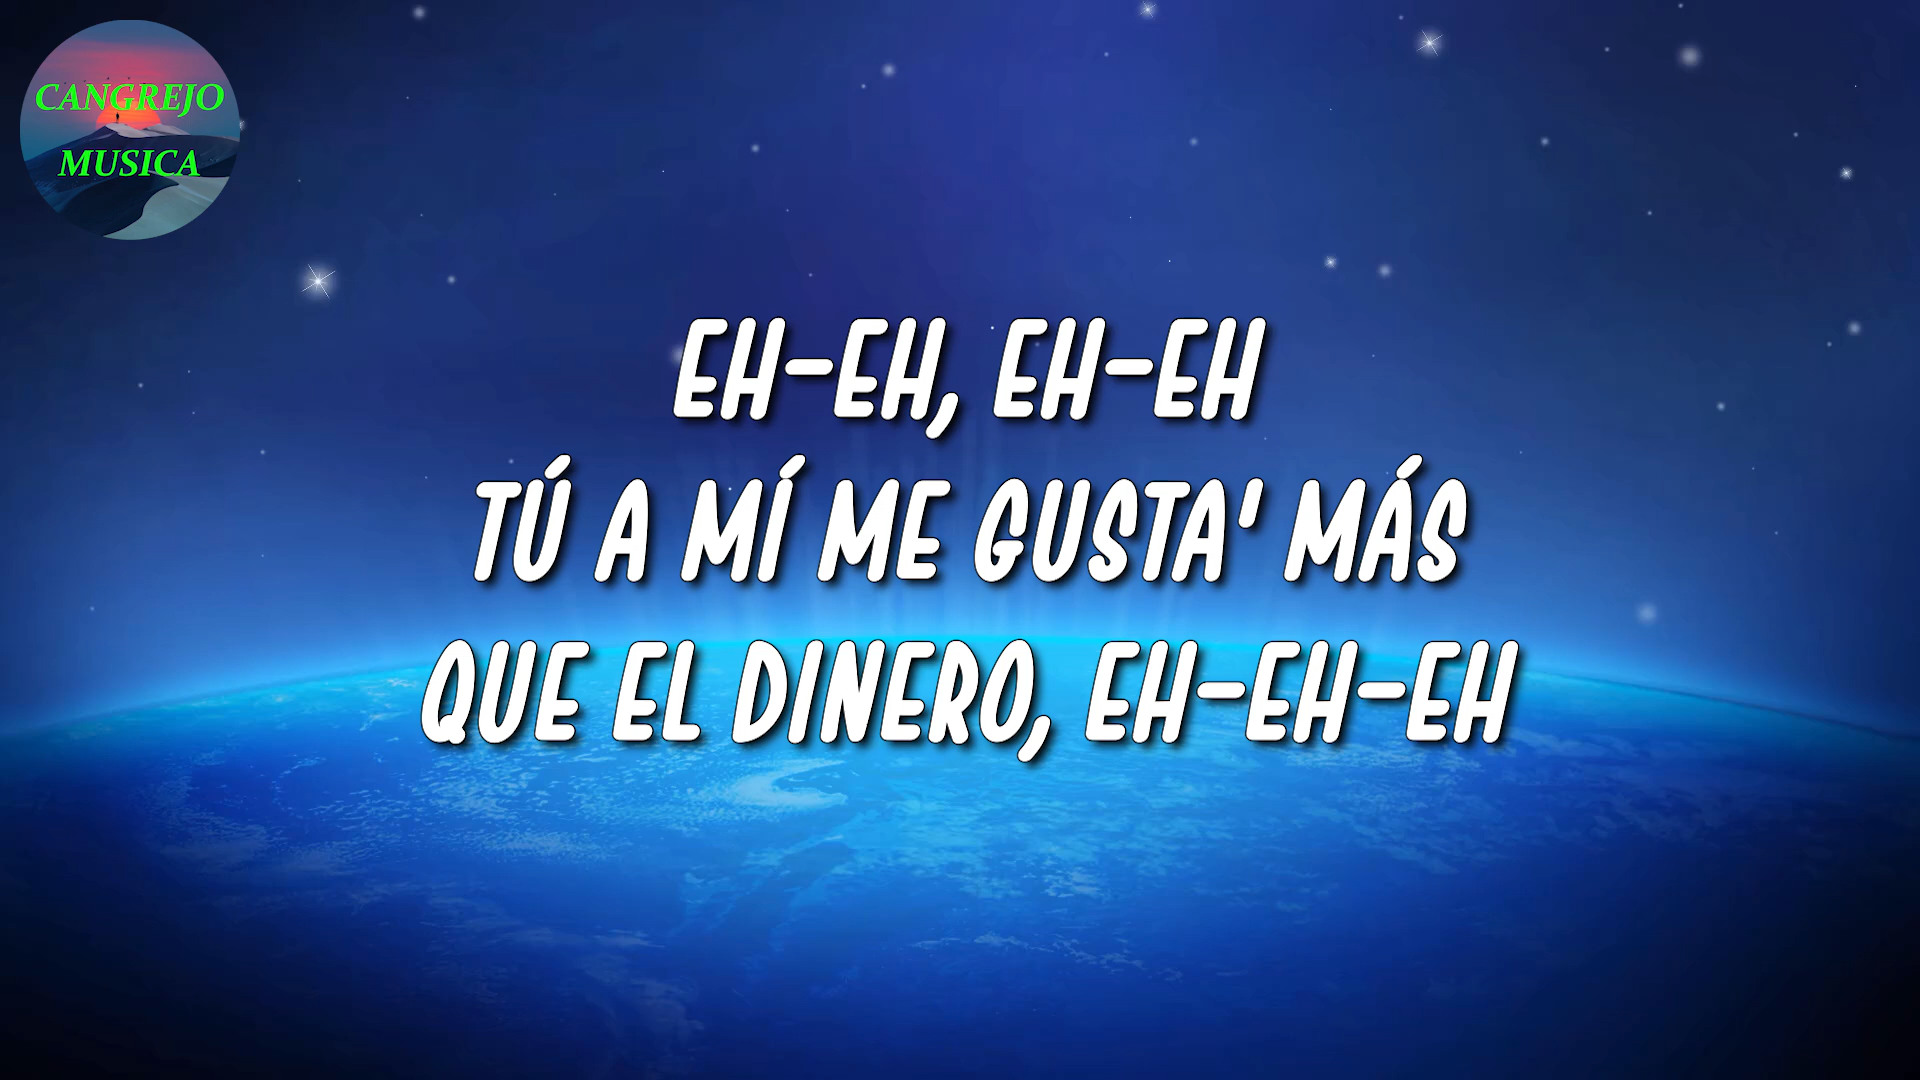 CANGREJO
MUSICA
EH-EH, EH-EH
TÚ A MÍ ME GUSTA' MÁS
QUE EL DINERO, EH-EH-EH